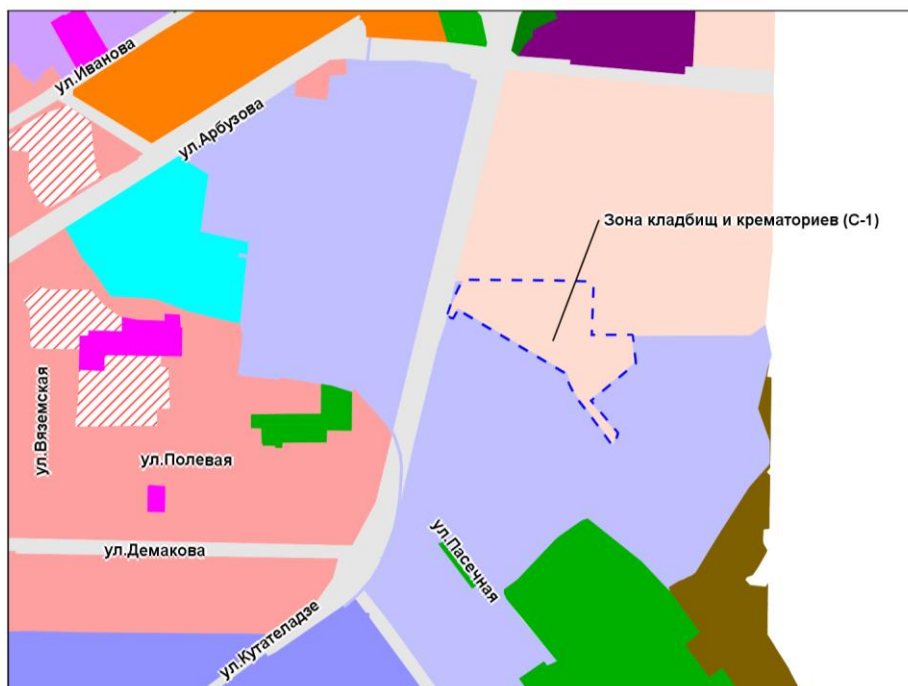 ул.Иванова
ул.Арбузова
Зона кладбищ и крематориев (С-1)
ул.Вяземская
ул.Полевая
ул.Демакова
ул.Пасечная
ул.Кутателадзе